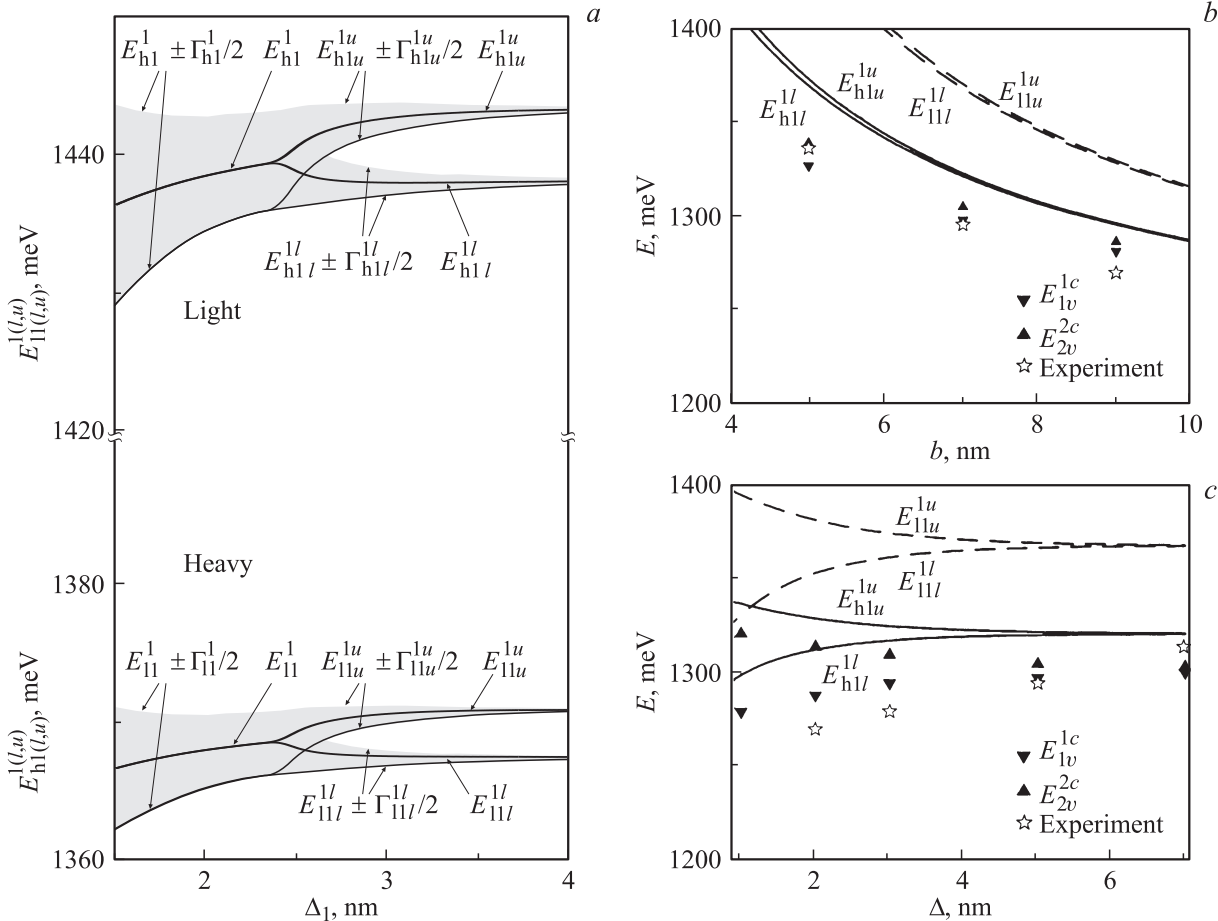 a
E_{h1}^{1} ± Γ_{h1}^{1}/2
E_{h1}^{1}
E_{h1u}^{1u} ± Γ_{h1u}^{1u}/2
E_{h1u}^{1u}
1440
E_{h1l}^{1l} ± Γ_{h1l}^{1l}/2
E_{h1l}^{1l}
Light
E_{11(l,u)}^{1(l,u)}, meV
1420
Heavy
1380
E_{11}^{1} ± Γ_{11}^{1}/2
E_{11}^{1}
E_{11u}^{1u} ± Γ_{11u}^{1u}/2
E_{11u}^{1u}
E_{11l}^{1l} ± Γ_{11l}^{1l}/2
E_{11l}^{1l}
E_{h1(l,u)}^{1(l,u)}, meV
1360
2
3
4
Δ_1, nm
b
1400
E_{h1l}^{1l}
E_{h1u}^{1u}
E_{11l}^{1l}
E_{11u}^{1u}
E, meV
1300
E_{1v}^{1c}
E_{2v}^{2c}
Experiment
1200
4
6
8
10
b, nm
c
1400
E_{11u}^{1u}
E_{11l}^{1l}
E_{h1u}^{1u}
E_{h1l}^{1l}
E, meV
1300
E_{1v}^{1c}
E_{2v}^{2c}
Experiment
1200
2
4
6
Δ, nm